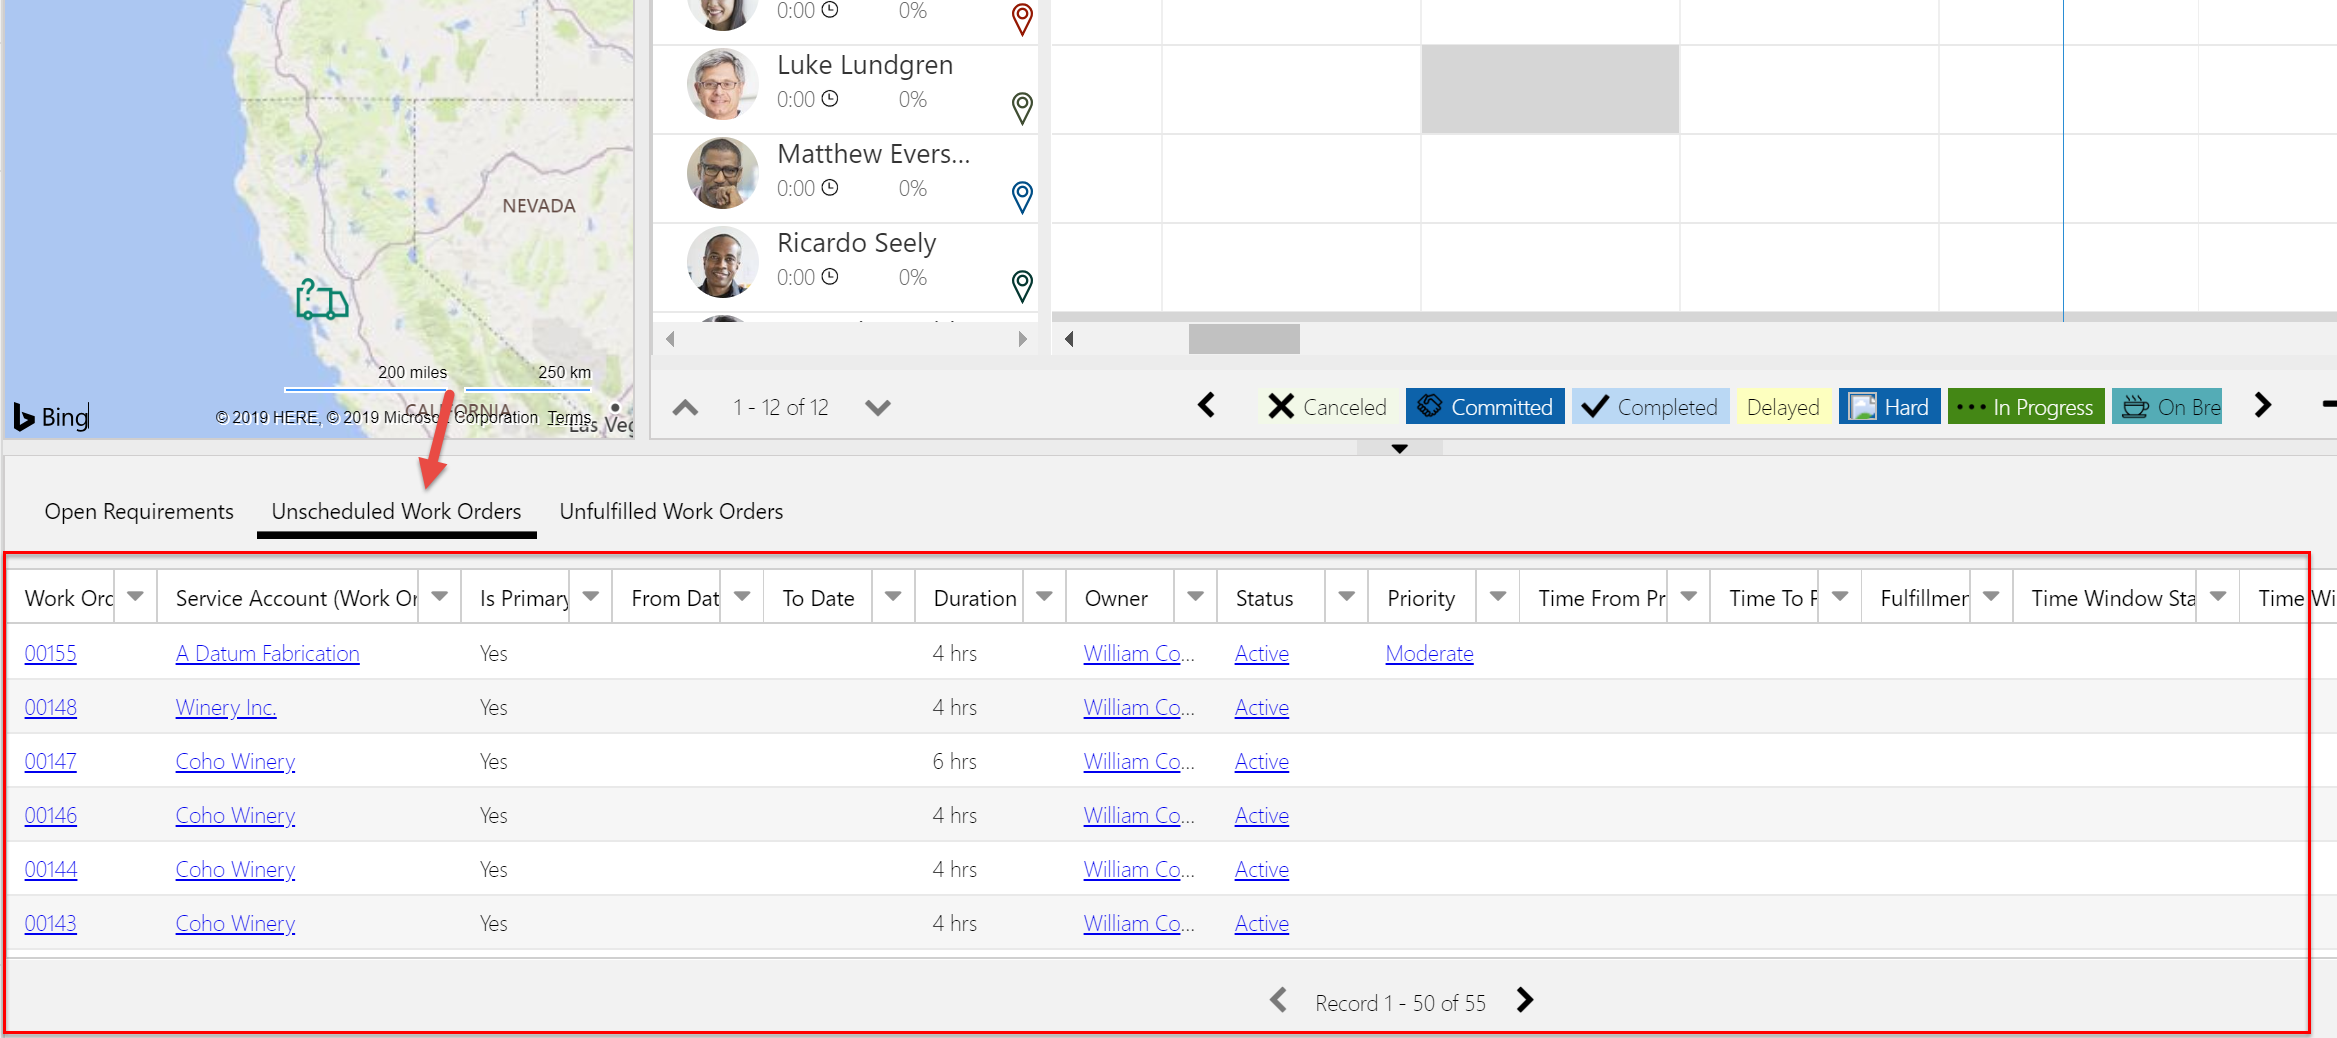 0:00 0%
Luke Lundgren
0:00 0%
Matthew Evers...
0:00 0%
Ricardo Seely
0:00 0%
NEVADA
200 miles 250 km
CALIFORNIA
Las Veg
Bing
© 2019 HERE, © 2019 Microsoft Corporation Terms
1 - 12 of 12
Canceled Committed Completed Delayed Hard In Progress On Bre
Open Requirements Unscheduled Work Orders Unfulfilled Work Orders
Work Orc Service Account (Work Or Is Primary From Dat To Date Duration Owner Status Priority Time From Pr Time To P Fulfillmer Time Window Sta Time Wi
00155 A Datum Fabrication Yes 4 hrs William Co... Active Moderate
00148 Winery Inc. Yes 4 hrs William Co... Active
00147 Coho Winery Yes 6 hrs William Co... Active
00146 Coho Winery Yes 4 hrs William Co... Active
00144 Coho Winery Yes 4 hrs William Co... Active
00143 Coho Winery Yes 4 hrs William Co... Active
Record 1 - 50 of 55